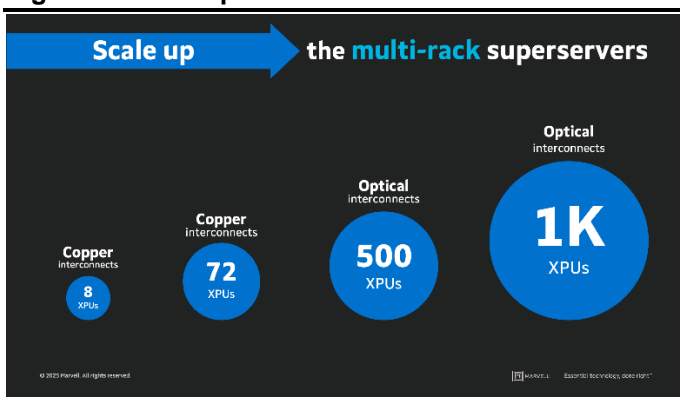 Scale up
the multi-rack superservers
Copper
interconnects
8
XPUs
Copper
interconnects
72
XPUs
Optical
interconnects
500
XPUs
Optical
interconnects
1K
XPUs
© 2025 Marvell. All rights reserved.
MARVELL Essential technology, done right™